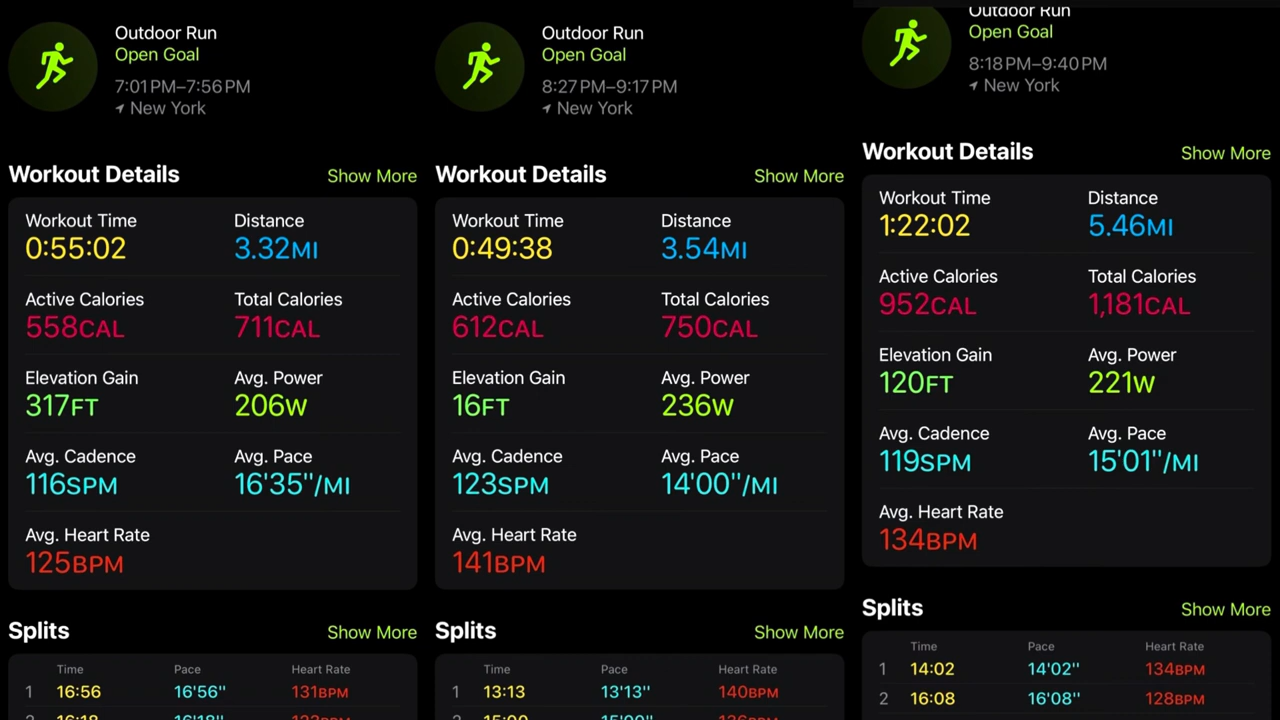 Outdoor Run
Open Goal
7:01PM–7:56PM
New York
Workout Details
Show More
Workout Time
Distance
0:55:02
3.32MI
Active Calories
Total Calories
558CAL
711CAL
Elevation Gain
Avg. Power
317FT
206W
Avg. Cadence
Avg. Pace
116SPM
16'35"/MI
Avg. Heart Rate
125BPM
Splits
Show More
Time
Pace
Heart Rate
1
16:56
16'56"
131BPM
16:18
16'18"
Outdoor Run
Open Goal
8:27PM–9:17PM
New York
Workout Details
Show More
Workout Time
Distance
0:49:38
3.54MI
Active Calories
Total Calories
612CAL
750CAL
Elevation Gain
Avg. Power
16FT
236W
Avg. Cadence
Avg. Pace
123SPM
14'00"/MI
Avg. Heart Rate
141BPM
Splits
Show More
Time
Pace
Heart Rate
1
13:13
13'13"
140BPM
15:00
15'00"
Outdoor Run
Open Goal
8:18PM–9:40PM
New York
Workout Details
Show More
Workout Time
Distance
1:22:02
5.46MI
Active Calories
Total Calories
952CAL
1,181CAL
Elevation Gain
Avg. Power
120FT
221W
Avg. Cadence
Avg. Pace
119SPM
15'01"/MI
Avg. Heart Rate
134BPM
Splits
Show More
Time
Pace
Heart Rate
1
14:02
14'02"
134BPM
2
16:08
16'08"
128BPM